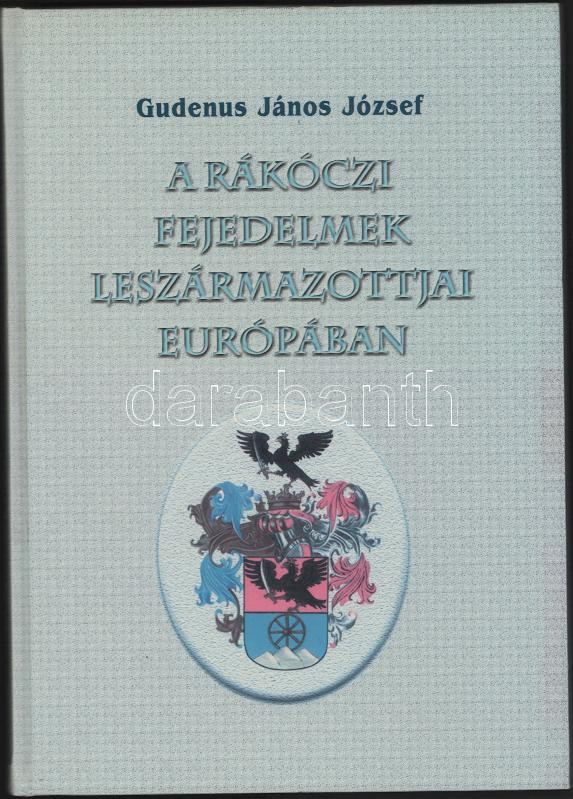 Gudenus János József
A RÁKÓCZI
FEJEDELMEK
LESZÁRMAZOTTJAI
EURÓPÁBAN
darabanth